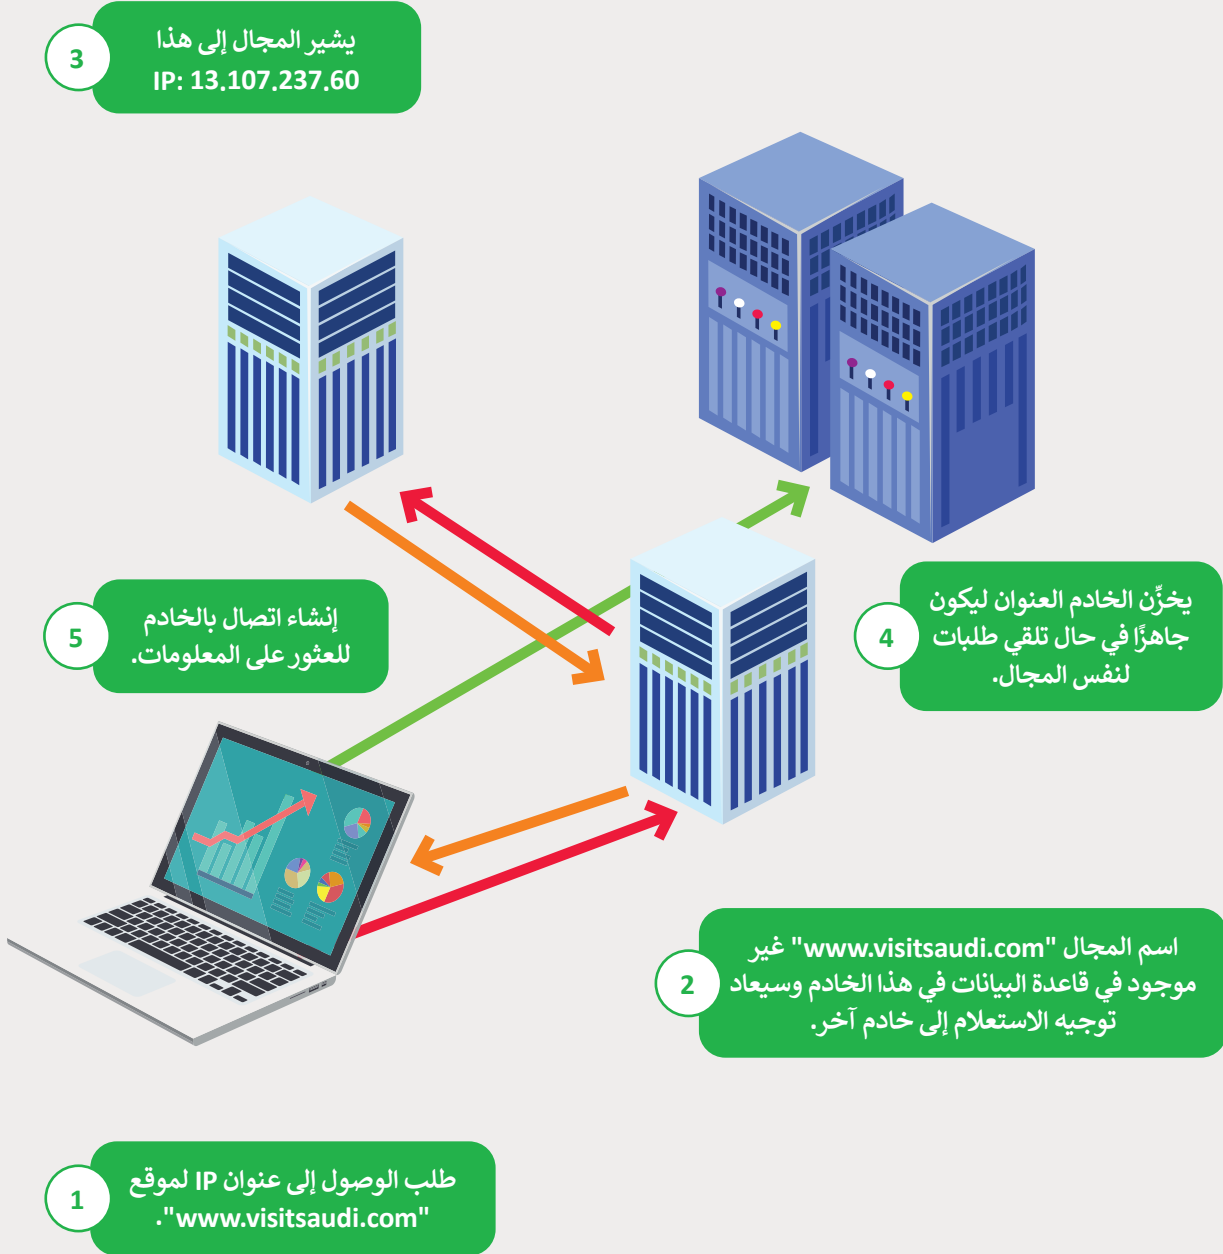 3
يشير المجال إلى هذا
IP: 13.107.237.60
5
إنشاء اتصال بالخادم
للعثور على المعلومات.
4
يخزِّن الخادم العنوان ليكون
جاهزًا في حال تلقي طلبات
لنفس المجال.
2
اسم المجال "www.visitsaudi.com" غير
موجود في قاعدة البيانات في هذا الخادم وسيعاد
توجيه الاستعلام إلى خادم آخر.
1
طلب الوصول إلى عنوان IP لموقع
"www.visitsaudi.com".